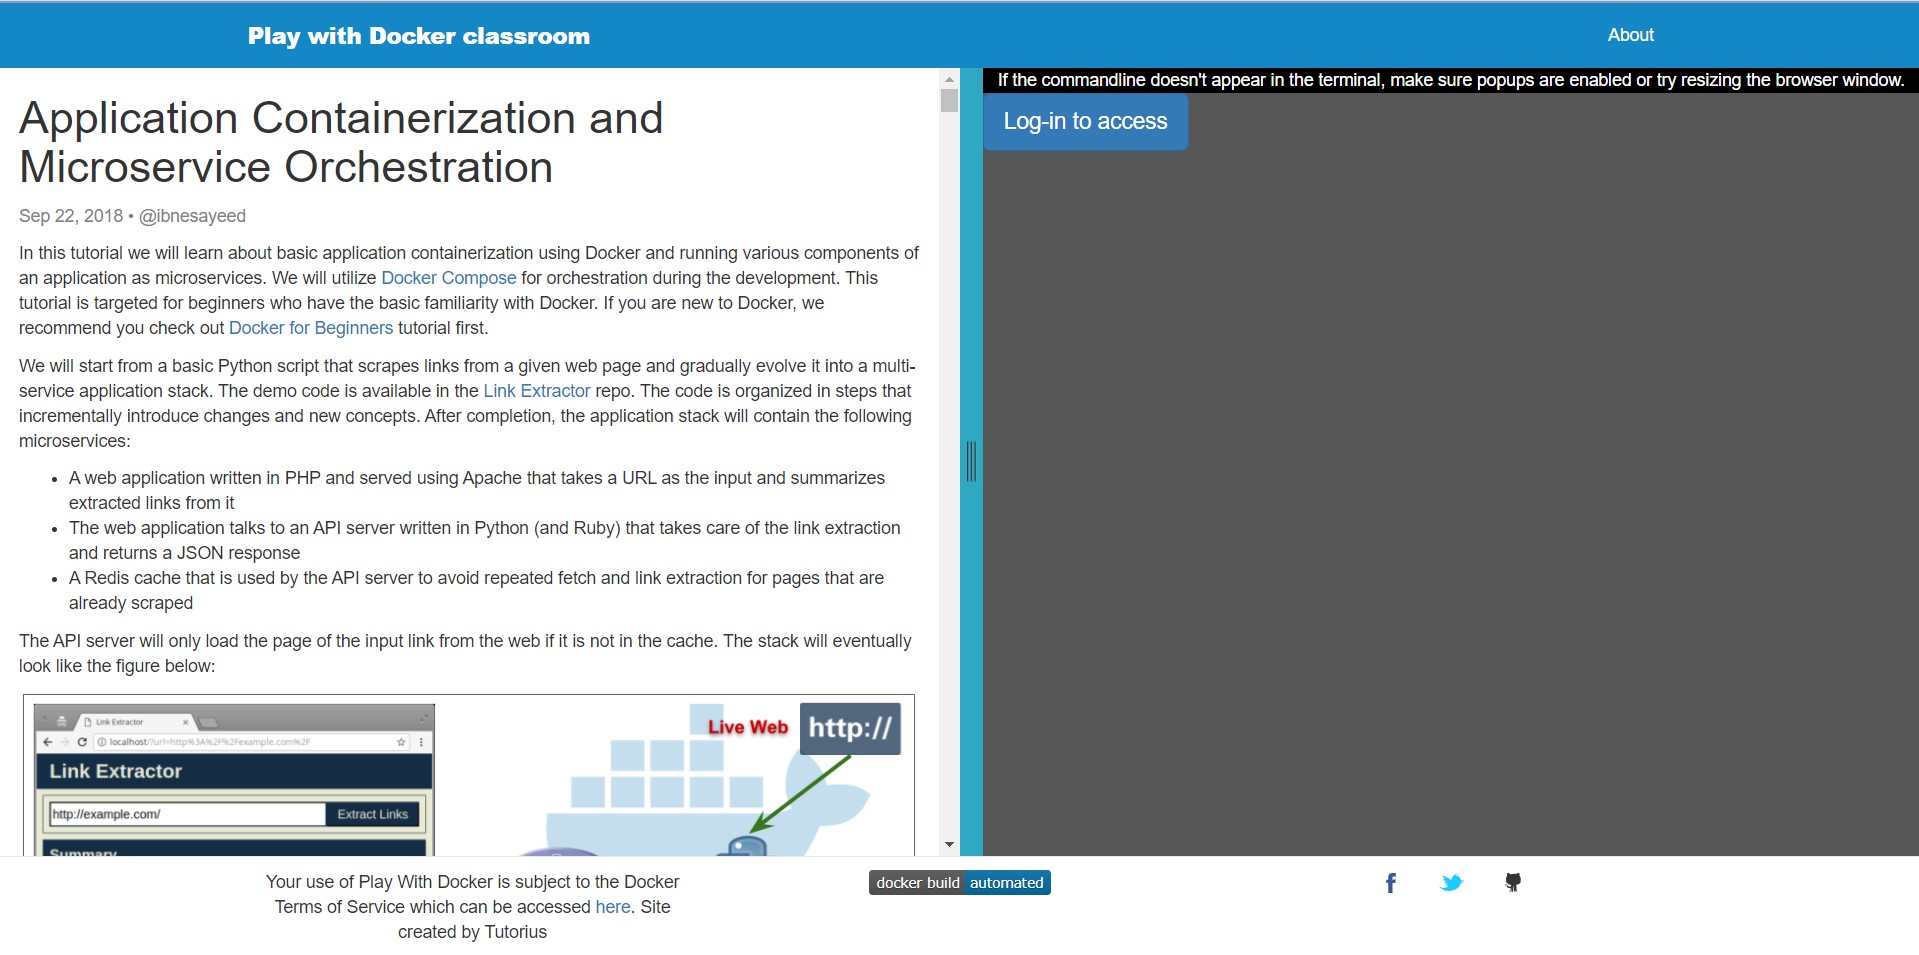 Play with Docker classroom
About
Application Containerization and
Microservice Orchestration
Sep 22, 2018 • @ibnesayeed
In this tutorial we will learn about basic application containerization using Docker and running various components of
an application as microservices. We will utilize Docker Compose for orchestration during the development. This
tutorial is targeted for beginners who have the basic familiarity with Docker. If you are new to Docker, we
recommend you check out Docker for Beginners tutorial first.
We will start from a basic Python script that scrapes links from a given web page and gradually evolve it into a multi-
service application stack. The demo code is available in the Link Extractor repo. The code is organized in steps that
incrementally introduce changes and new concepts. After completion, the application stack will contain the following
microservices:
• A web application written in PHP and served using Apache that takes a URL as the input and summarizes
extracted links from it
• The web application talks to an API server written in Python (and Ruby) that takes care of the link extraction
and returns a JSON response
• A Redis cache that is used by the API server to avoid repeated fetch and link extraction for pages that are
already scraped
The API server will only load the page of the input link from the web if it is not in the cache. The stack will eventually
look like the figure below:
Link Extractor
localhost/?url=http%3A%2F%2Fexample.com%2F
Link Extractor
http://example.com/
Extract Links
Summary
Live Web
http://
If the commandline doesn't appear in the terminal, make sure popups are enabled or try resizing the browser window.
Log-in to access
Your use of Play With Docker is subject to the Docker
Terms of Service which can be accessed here. Site
created by Tutorius
docker build automated